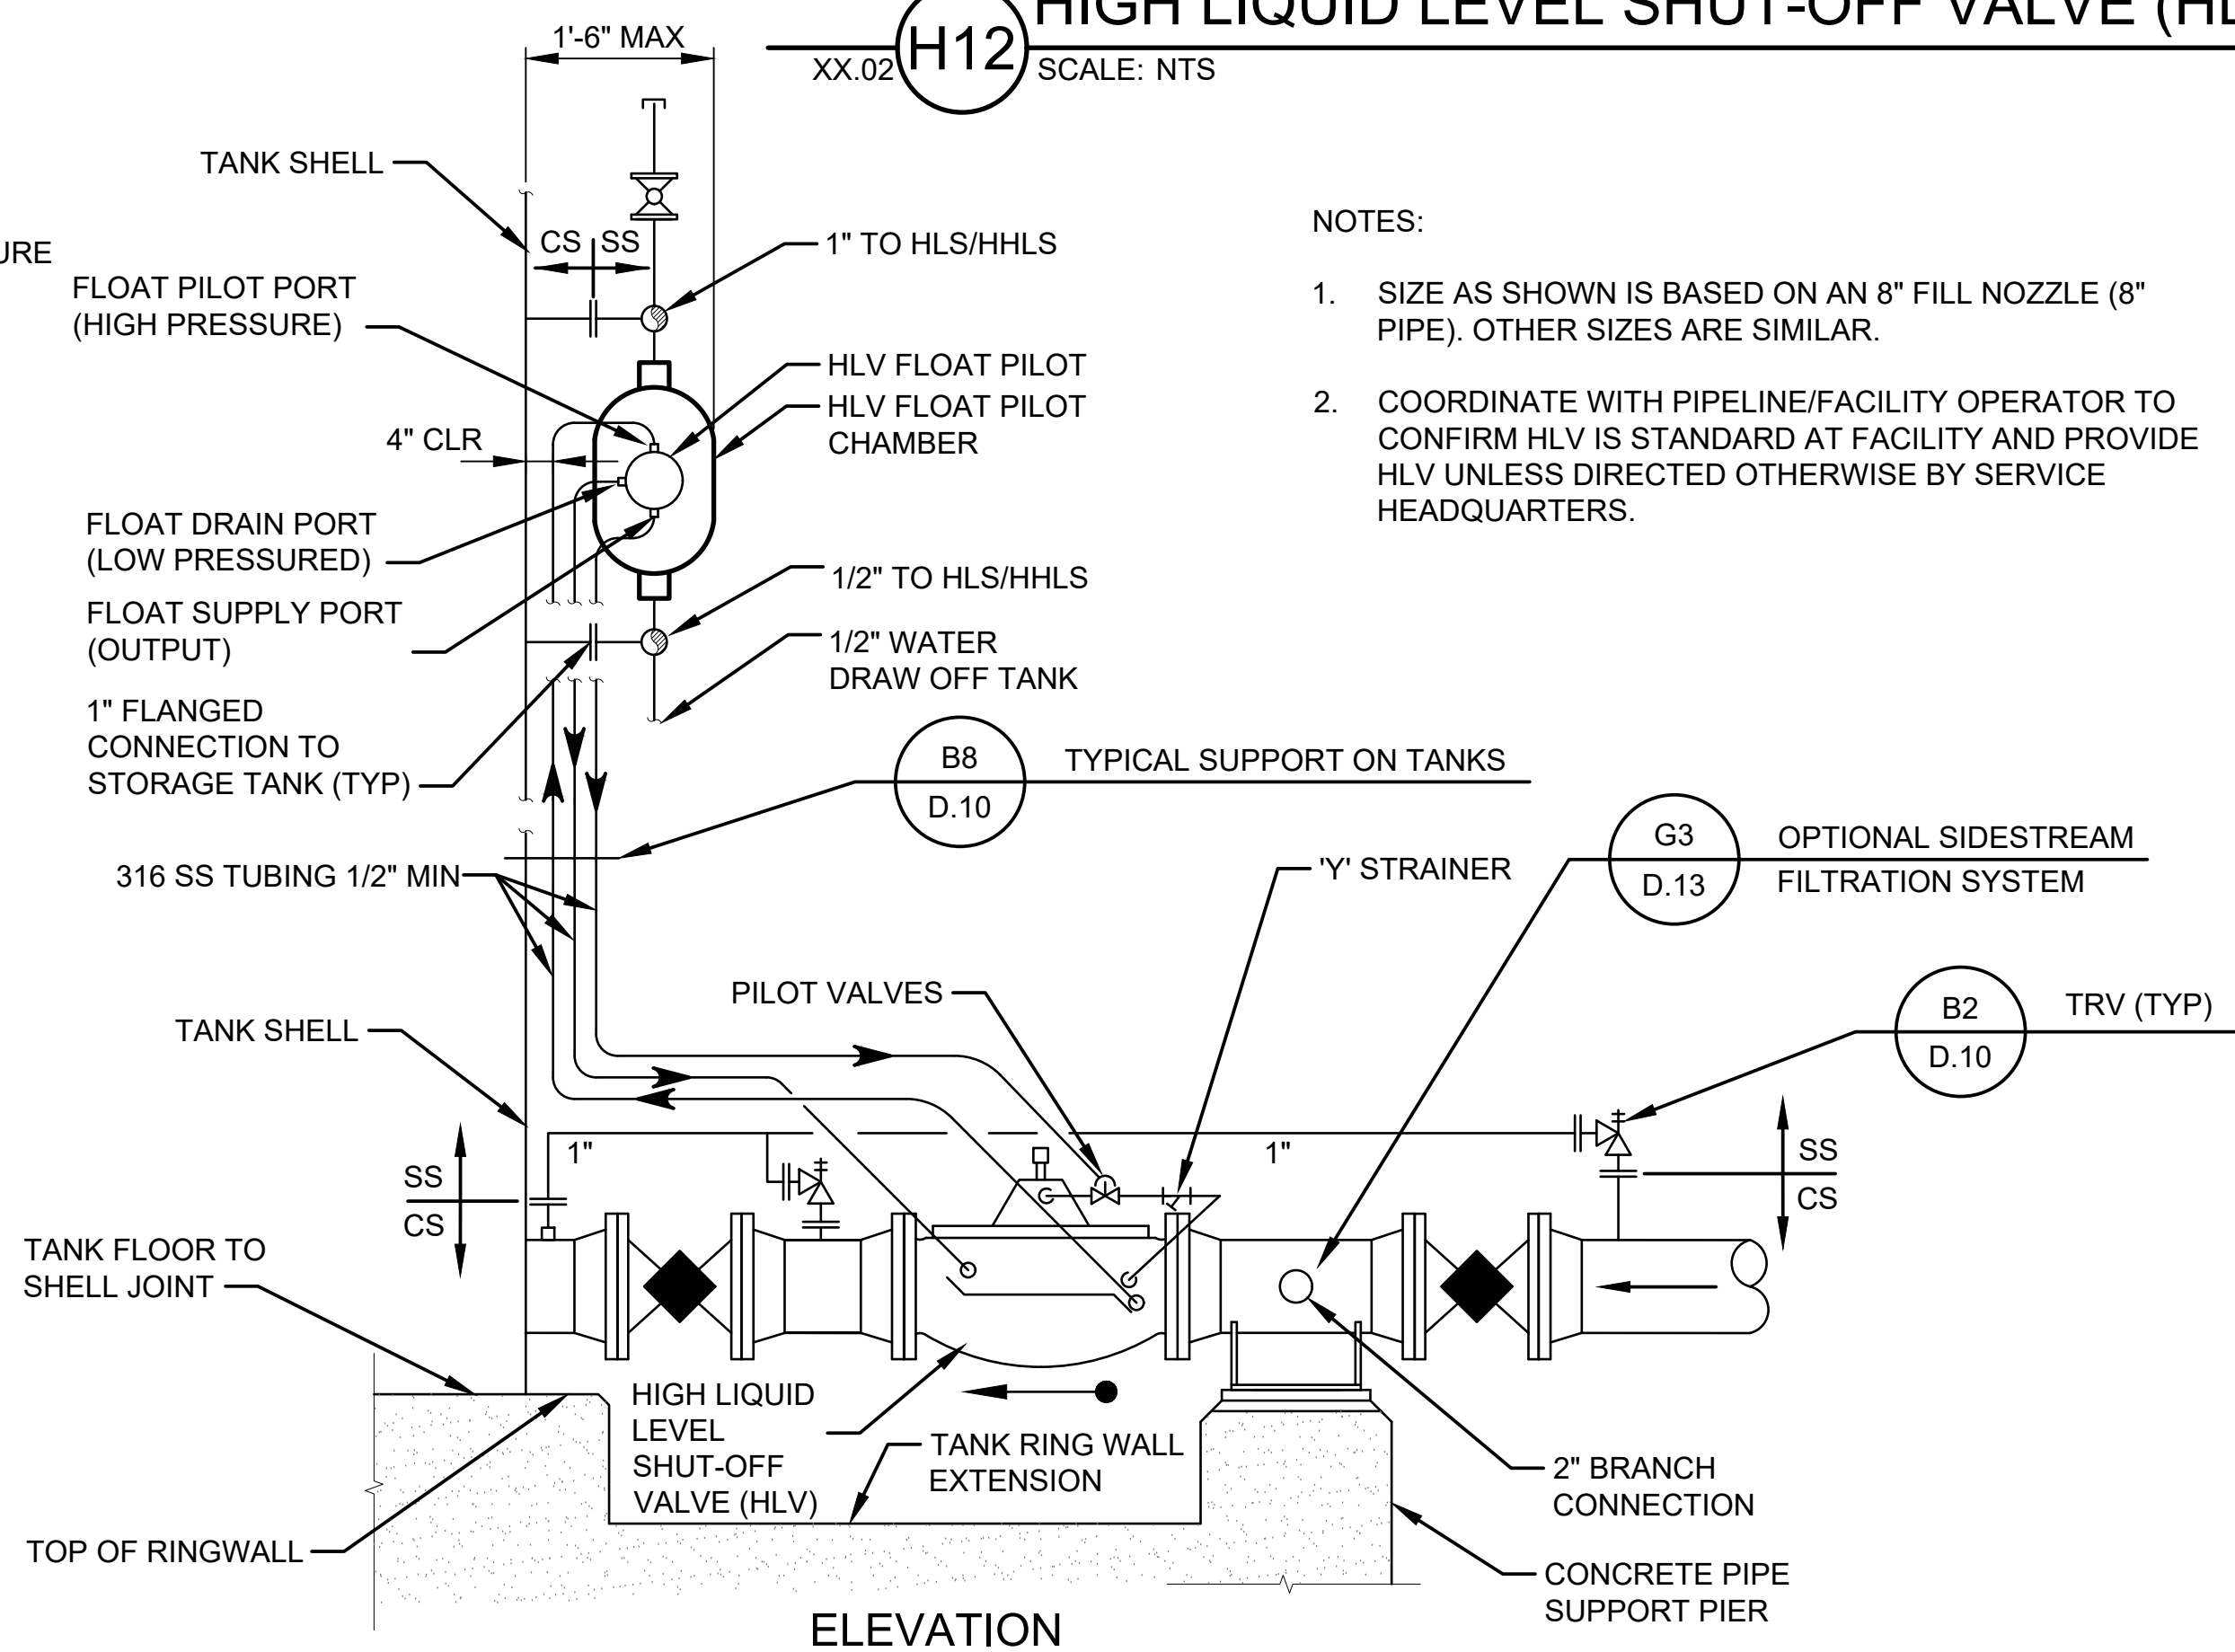 HIGH LIQUID LEVEL SHUT-OFF VALVE
H12
XX.02
SCALE: NTS
1'-6" MAX
TANK SHELL
CS
SS
1" TO HLS/HHLS
FLOAT PILOT PORT
(HIGH PRESSURE)
HLV FLOAT PILOT
HLV FLOAT PILOT
CHAMBER
4" CLR
FLOAT DRAIN PORT
(LOW PRESSURED)
FLOAT SUPPLY PORT
(OUTPUT)
1/2" TO HLS/HHLS
1/2" WATER
DRAW OFF TANK
1" FLANGED
CONNECTION TO
STORAGE TANK (TYP)
NOTES:
1. SIZE AS SHOWN IS BASED ON AN 8" FILL NOZZLE (8"
PIPE). OTHER SIZES ARE SIMILAR.
2. COORDINATE WITH PIPELINE/FACILITY OPERATOR TO
CONFIRM HLV IS STANDARD AT FACILITY AND PROVIDE
HLV UNLESS DIRECTED OTHERWISE BY SERVICE
HEADQUARTERS.
B8
D.10
TYPICAL SUPPORT ON TANKS
G3
D.13
OPTIONAL SIDESTREAM
FILTRATION SYSTEM
316 SS TUBING 1/2" MIN
'Y' STRAINER
PILOT VALVES
B2
D.10
TRV (TYP)
TANK SHELL
1"
1"
SS
CS
SS
CS
TANK FLOOR TO
SHELL JOINT
HIGH LIQUID
LEVEL
SHUT-OFF
VALVE (HLV)
TANK RING WALL
EXTENSION
2" BRANCH
CONNECTION
TOP OF RINGWALL
CONCRETE PIPE
SUPPORT PIER
ELEVATION